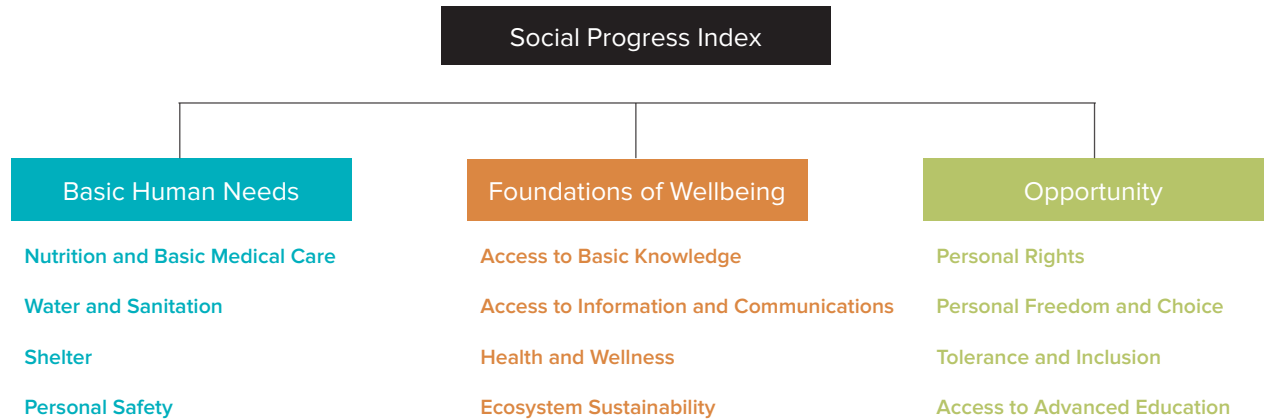 Social Progress Index
Basic Human Needs
Nutrition and Basic Medical Care
Water and Sanitation
Shelter
Personal Safety
Foundations of Wellbeing
Access to Basic Knowledge
Access to Information and Communications
Health and Wellness
Ecosystem Sustainability
Opportunity
Personal Rights
Personal Freedom and Choice
Tolerance and Inclusion
Access to Advanced Education